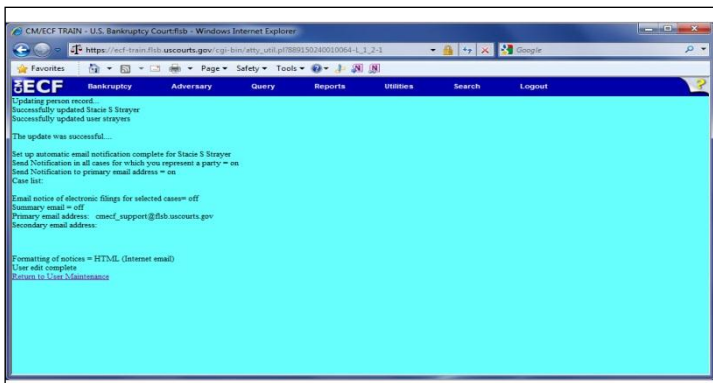 CM/ECF TRAIN - U.S. Bankruptcy Court:flsb - Windows Internet Explorer
https://ecf-train.flsb.uscourts.gov/cgi-bin/atty_util.pl?889150240010064-L_1_2-1
Google
Favorites Page Safety Tools
ECF Bankruptcy Adversary Query Reports Utilities Search Logout ?
Updating person record...
Successfully updated Stacie S Strayer
Successfully updated user strayers
The update was successful....
Set up automatic email notification complete for Stacie S Strayer
Send Notification in all cases for which you represent a party = on
Send Notification to primary email address = on
Case list:
Email notice of electronic filings for selected cases= off
Summary email = off
Primary email address: cmecf_support@flsb.uscourts.gov
Secondary email address:
Formatting of notices = HTML (Internet email)
User edit complete
Return to User Maintenance